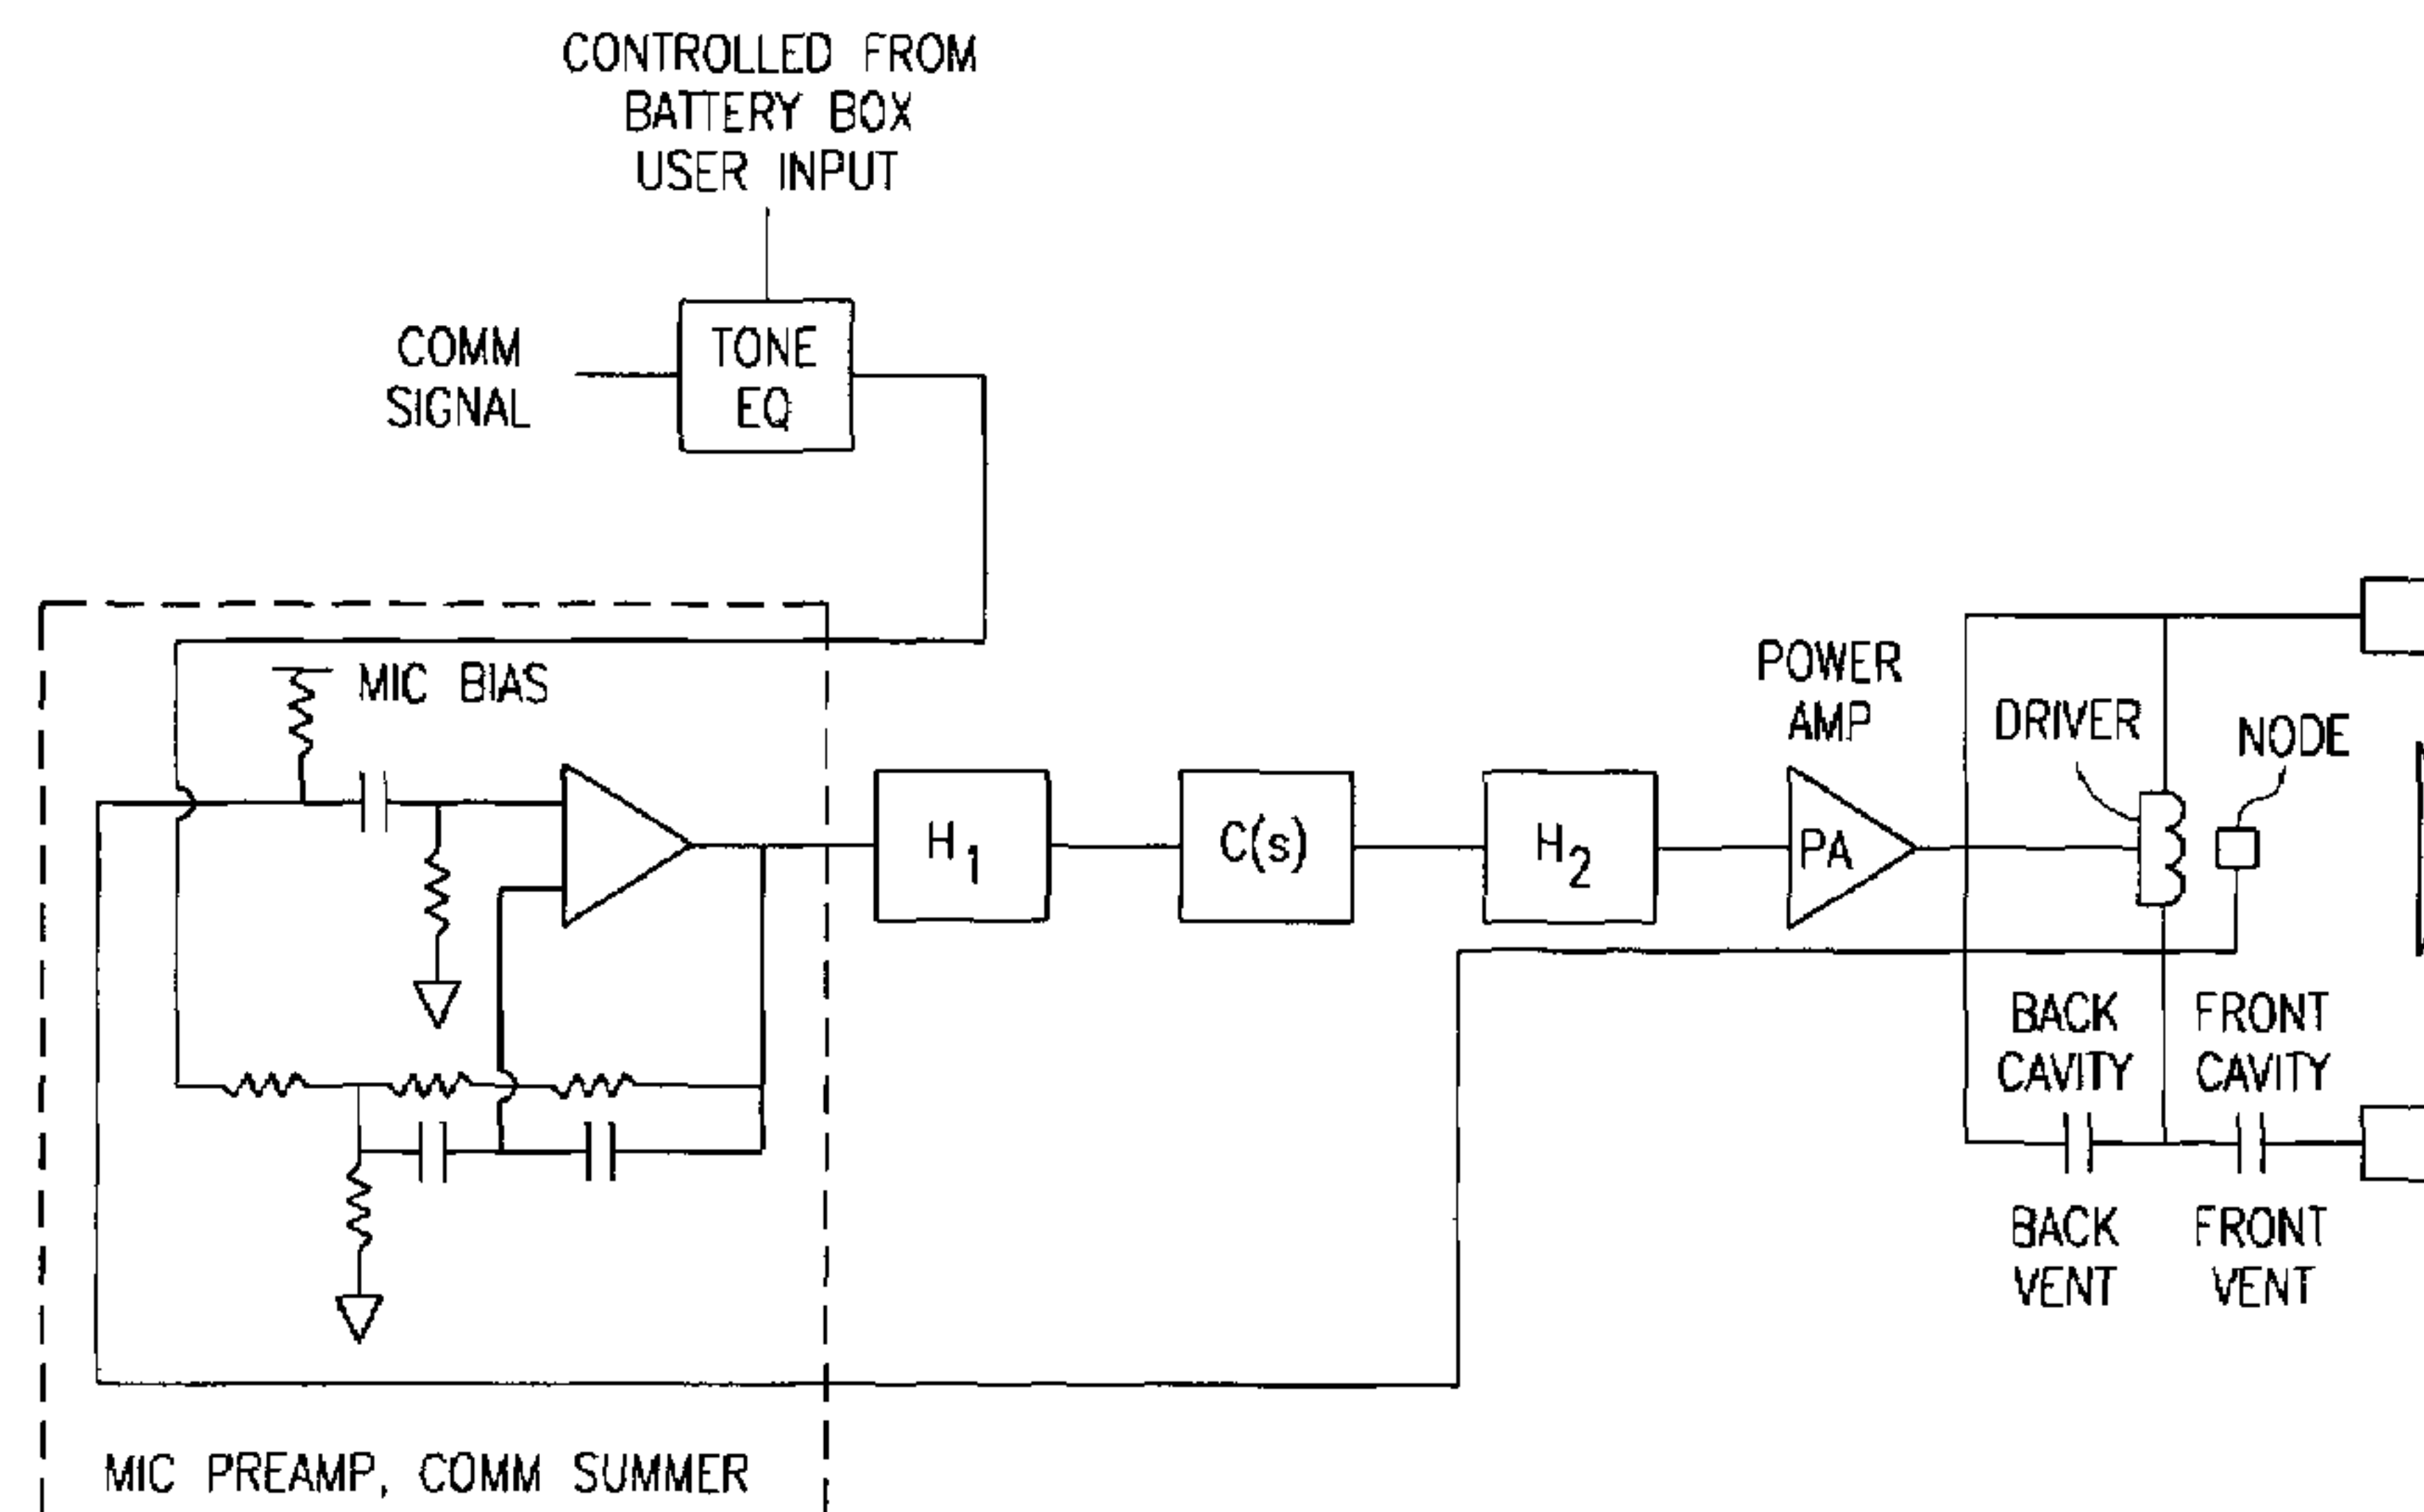 CONTROLLED FROM
BATTERY BOX
USER INPUT
COMM
SIGNAL
TONE
EQ
MIC BIAS
H1
C(s)
H2
POWER
AMP
PA
DRIVER
NODE
BACK
CAVITY
FRONT
CAVITY
BACK
VENT
FRONT
VENT
MIC PREAMP, COMM SUMMER